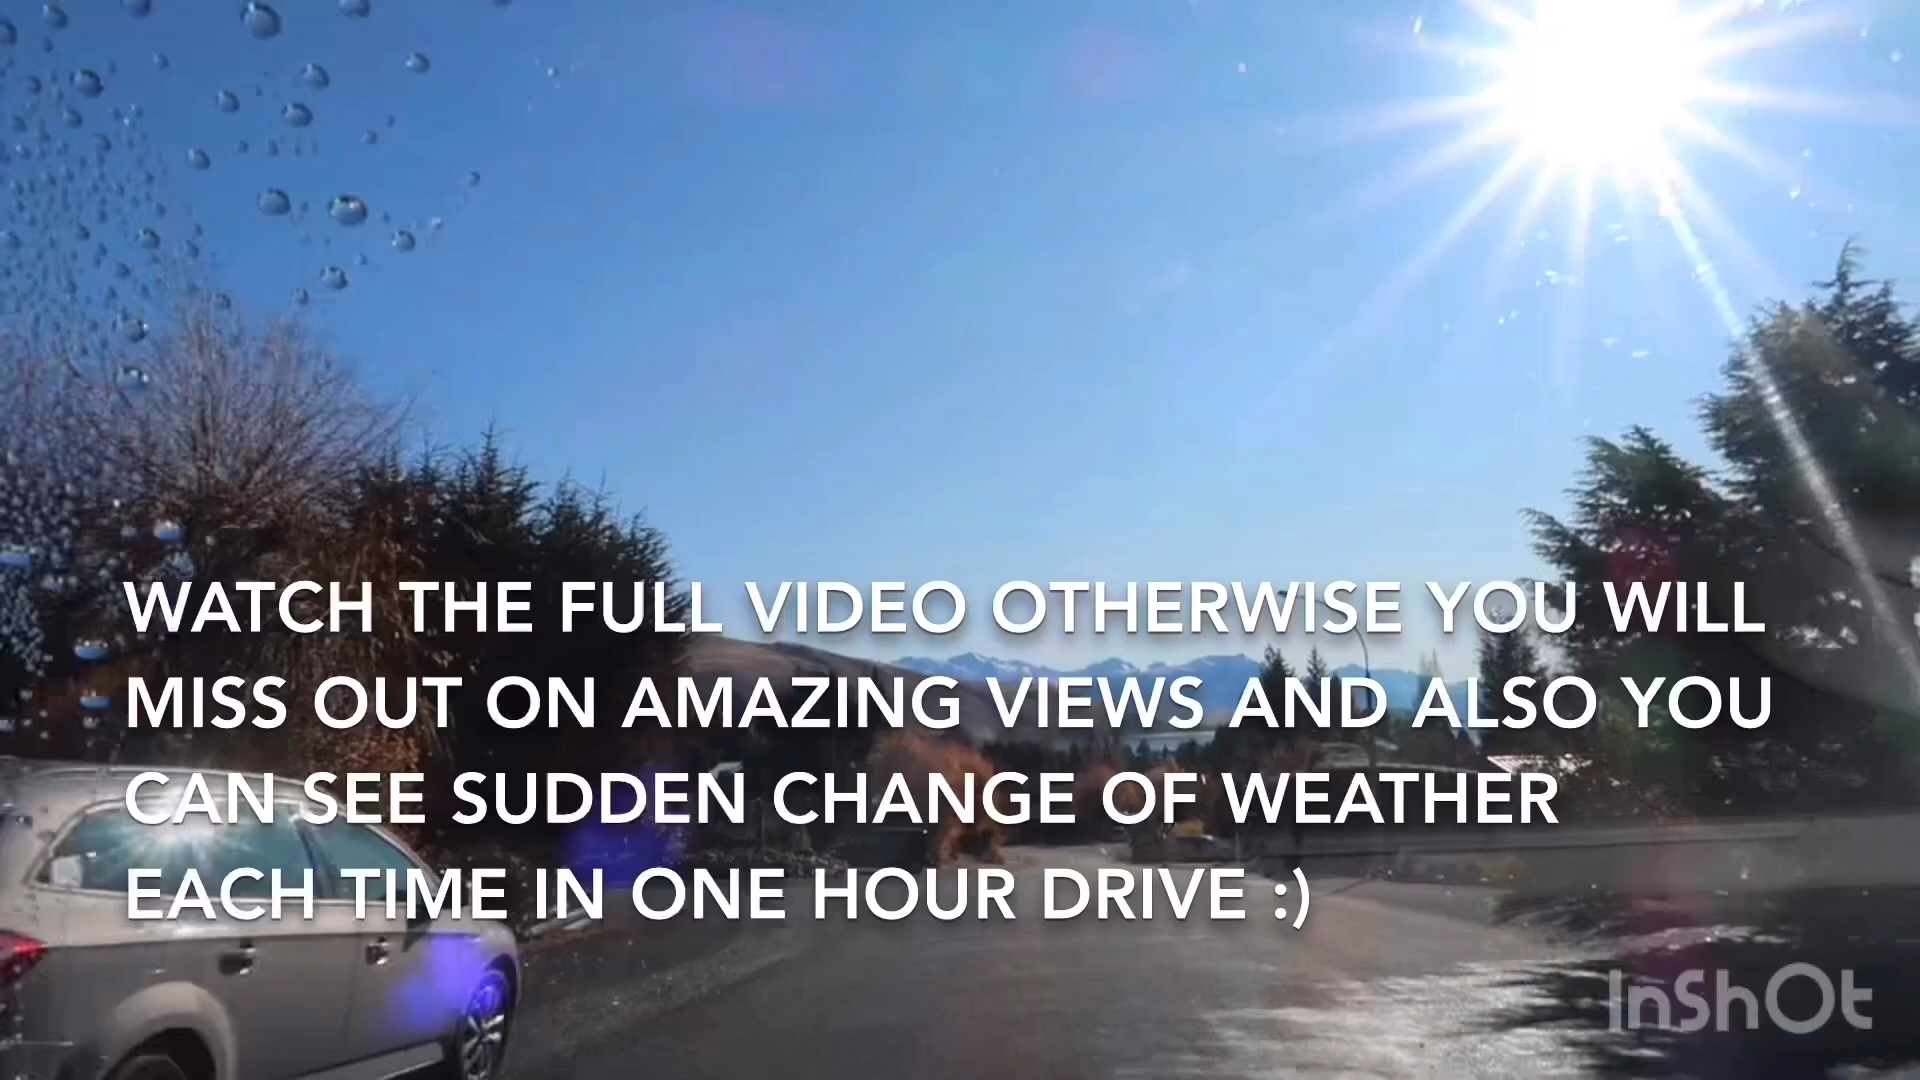 WATCH THE FULL VIDEO OTHERWISE YOU WILL
MISS OUT ON AMAZING VIEWS AND ALSO YOU
CAN SEE SUDDEN CHANGE OF WEATHER
EACH TIME IN ONE HOUR DRIVE :)
InShOt